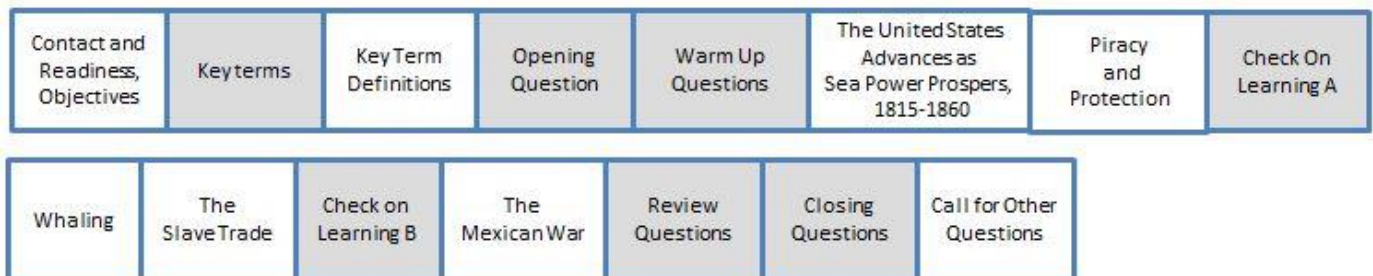 Contact and
Readiness,
Objectives
Key terms
Key Term
Definitions
Opening
Question
Warm Up
Questions
The United States
Advances as
Sea Power Prospers,
1815-1860
Piracy
and
Protection
Check On
Learning A
Whaling
The
Slave Trade
Check on
Learning B
The
Mexican War
Review
Questions
Closing
Questions
Call for Other
Questions